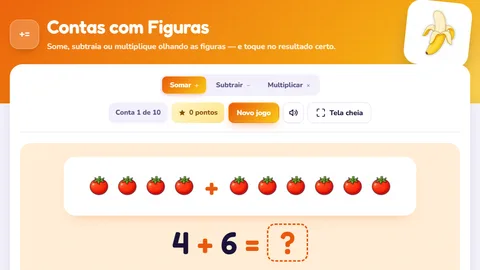 +=
Contas com Figuras
Some, subtraia ou multiplique olhando as figuras — e toque no resultado certo.
Somar + Subtrair − Multiplicar ×
Conta 1 de 10 ★ 0 pontos Novo jogo Tela cheia
+
4 + 6 = ?